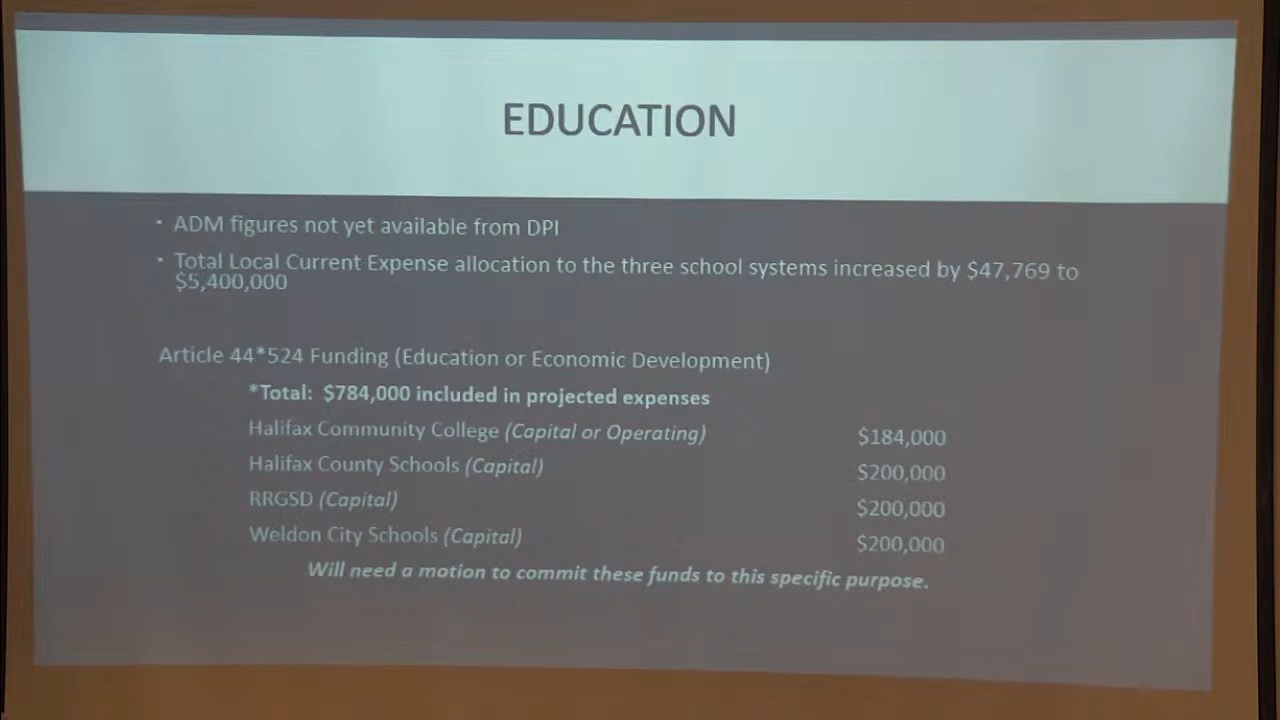 EDUCATION
• ADM figures not yet available from DPI
• Total Local Current Expense allocation to the three school systems increased by $47,769 to
$5,400,000
Article 44*524 Funding (Education or Economic Development)
*Total: $784,000 included in projected expenses
Halifax Community College (Capital or Operating) $184,000
Halifax County Schools (Capital) $200,000
RRGSD (Capital) $200,000
Weldon City Schools (Capital) $200,000
Will need a motion to commit these funds to this specific purpose.